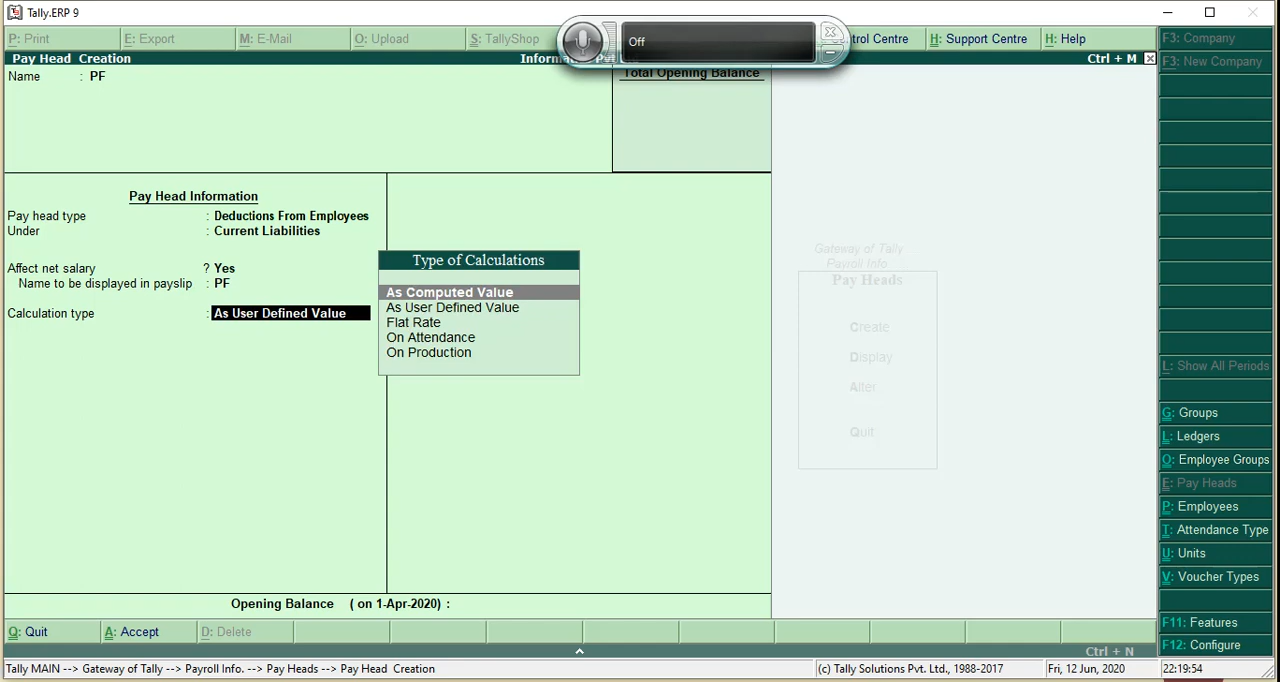 Tally.ERP 9
P: Print E: Export M: E-Mail O: Upload S: TallyShop Control Centre H: Support Centre H: Help
Off
Pay Head Creation Ctrl + M
Name : PF
Total Opening Balance
Pay Head Information
Pay head type : Deductions From Employees
Under : Current Liabilities
Affect net salary ? Yes
Name to be displayed in payslip : PF
Calculation type : As User Defined Value
Type of Calculations
As Computed Value
As User Defined Value
Flat Rate
On Attendance
On Production
Gateway of Tally ...
Payroll Info. ...
Pay Heads
Create
Display
Alter
Quit
F3: Company
F3: New Company
L: Show All Periods
G: Groups
L: Ledgers
O: Employee Groups
E: Pay Heads
P: Employees
T: Attendance Type
U: Units
V: Voucher Types
F11: Features
F12: Configure
Opening Balance ( on 1-Apr-2020) :
Q: Quit A: Accept D: Delete
Ctrl + N
Tally MAIN --> Gateway of Tally --> Payroll Info. --> Pay Heads --> Pay Head Creation (c) Tally Solutions Pvt. Ltd., 1988-2017 Fri, 12 Jun, 2020 22:19:54